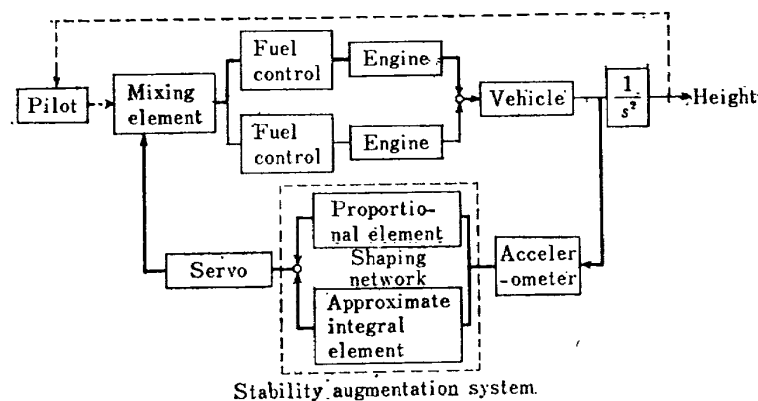 Fuel
control
Engine
Pilot
Mixing
element
Vehicle
1
s²
Height
Fuel
control
Engine
Proportio-
nal element
Servo
Shaping
network
Acceler
-ometer
Approximate
integral
element
Stability augmentation system.